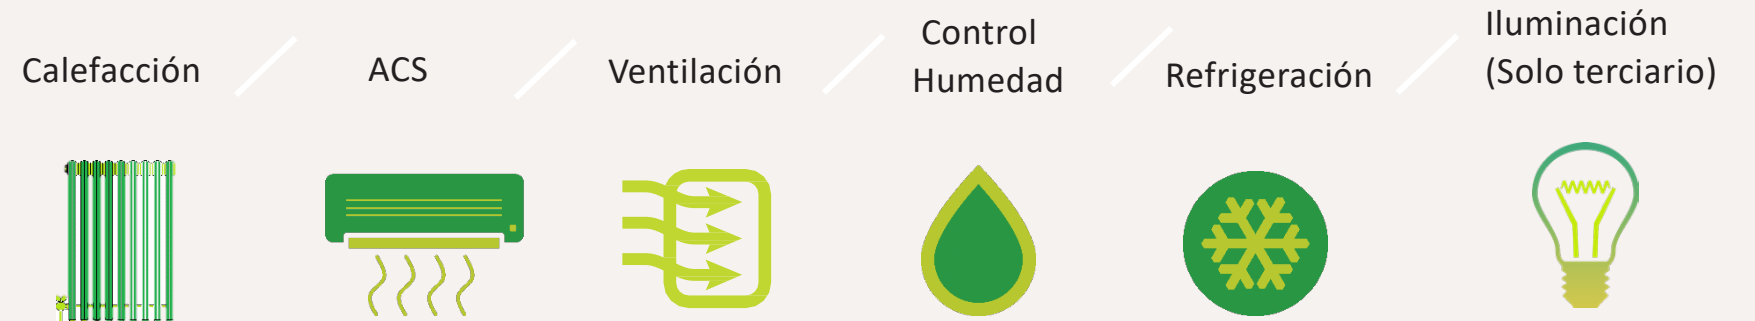 Calefacción
ACS
Ventilación
Control
Humedad
Refrigeración
Iluminación
(Solo terciario)